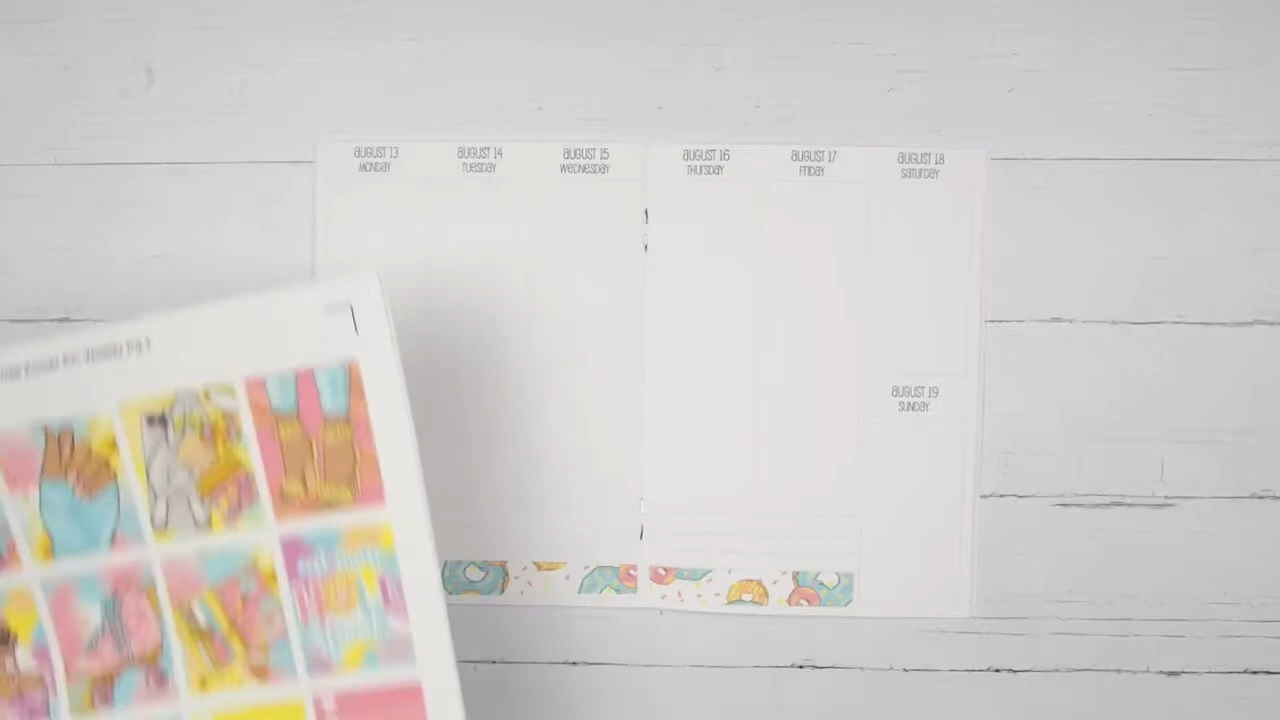 AUGUST 13
MONDAY
AUGUST 14
TUESDAY
AUGUST 15
WEDNESDAY
AUGUST 16
THURSDAY
AUGUST 17
FRIDAY
AUGUST 18
SATURDAY
AUGUST 19
SUNDAY